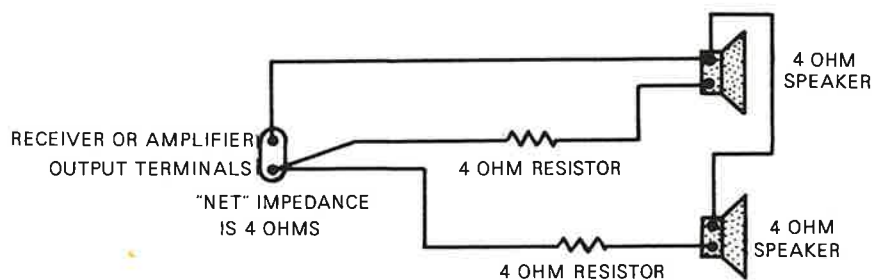 4 OHM
SPEAKER
RECEIVER OR AMPLIFIER
OUTPUT TERMINALS
4 OHM RESISTOR
"NET" IMPEDANCE
IS 4 OHMS
4 OHM
SPEAKER
4 OHM RESISTOR